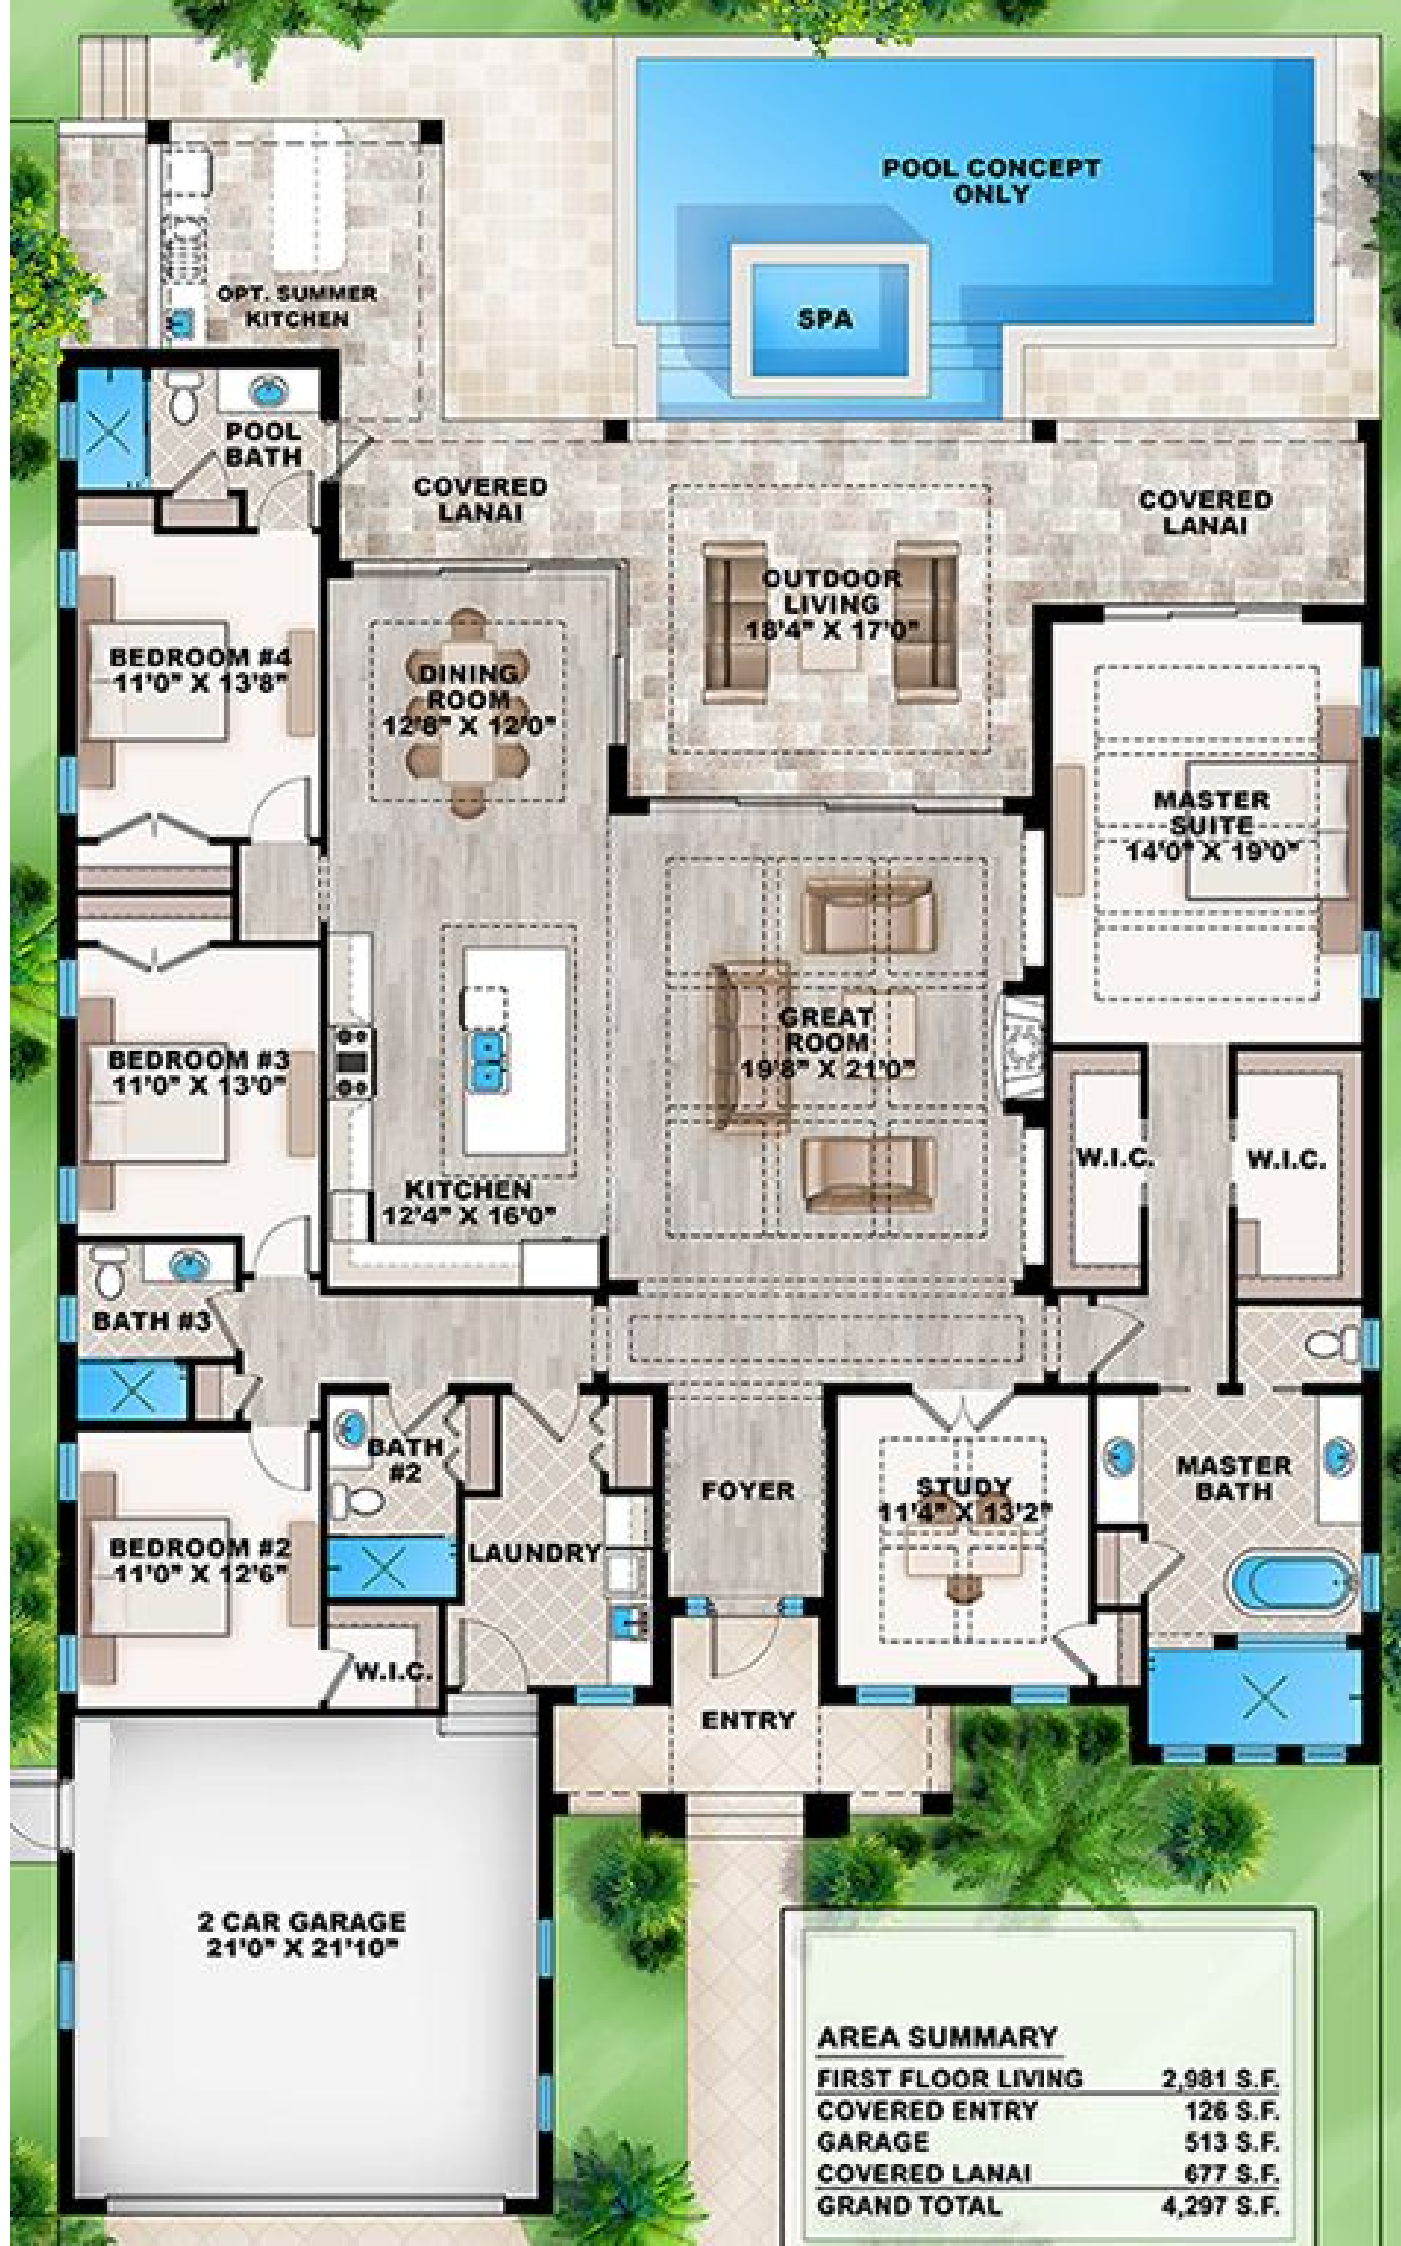 POOL CONCEPT
ONLY
SPA
OPT. SUMMER
KITCHEN
POOL
BATH
COVERED
LANAI
COVERED
LANAI
OUTDOOR
LIVING
18'4" X 17'0"
BEDROOM #4
11'0" X 13'8"
DINING
ROOM
12'8" X 12'0"
MASTER
SUITE
14'0" X 19'0"
BEDROOM #3
11'0" X 13'0"
GREAT
ROOM
19'8" X 21'0"
KITCHEN
12'4" X 16'0"
W.I.C.
W.I.C.
BATH #3
BATH
#2
LAUNDRY
FOYER
STUDY
11'4" X 13'2"
MASTER
BATH
BEDROOM #2
11'0" X 12'6"
W.I.C.
ENTRY
2 CAR GARAGE
21'0" X 21'10"
AREA SUMMARY
FIRST FLOOR LIVING 2,981 S.F.
COVERED ENTRY 126 S.F.
GARAGE 513 S.F.
COVERED LANAI 677 S.F.
GRAND TOTAL 4,297 S.F.